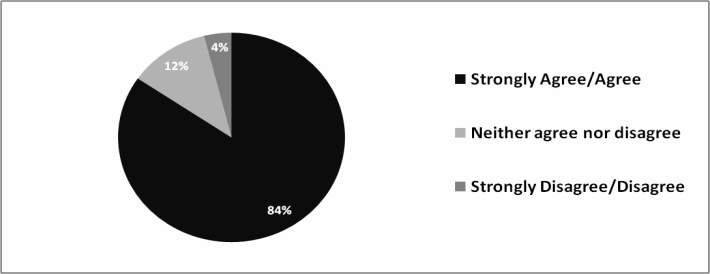 4%
12%
84%
Strongly Agree/Agree
Neither agree nor disagree
Strongly Disagree/Disagree